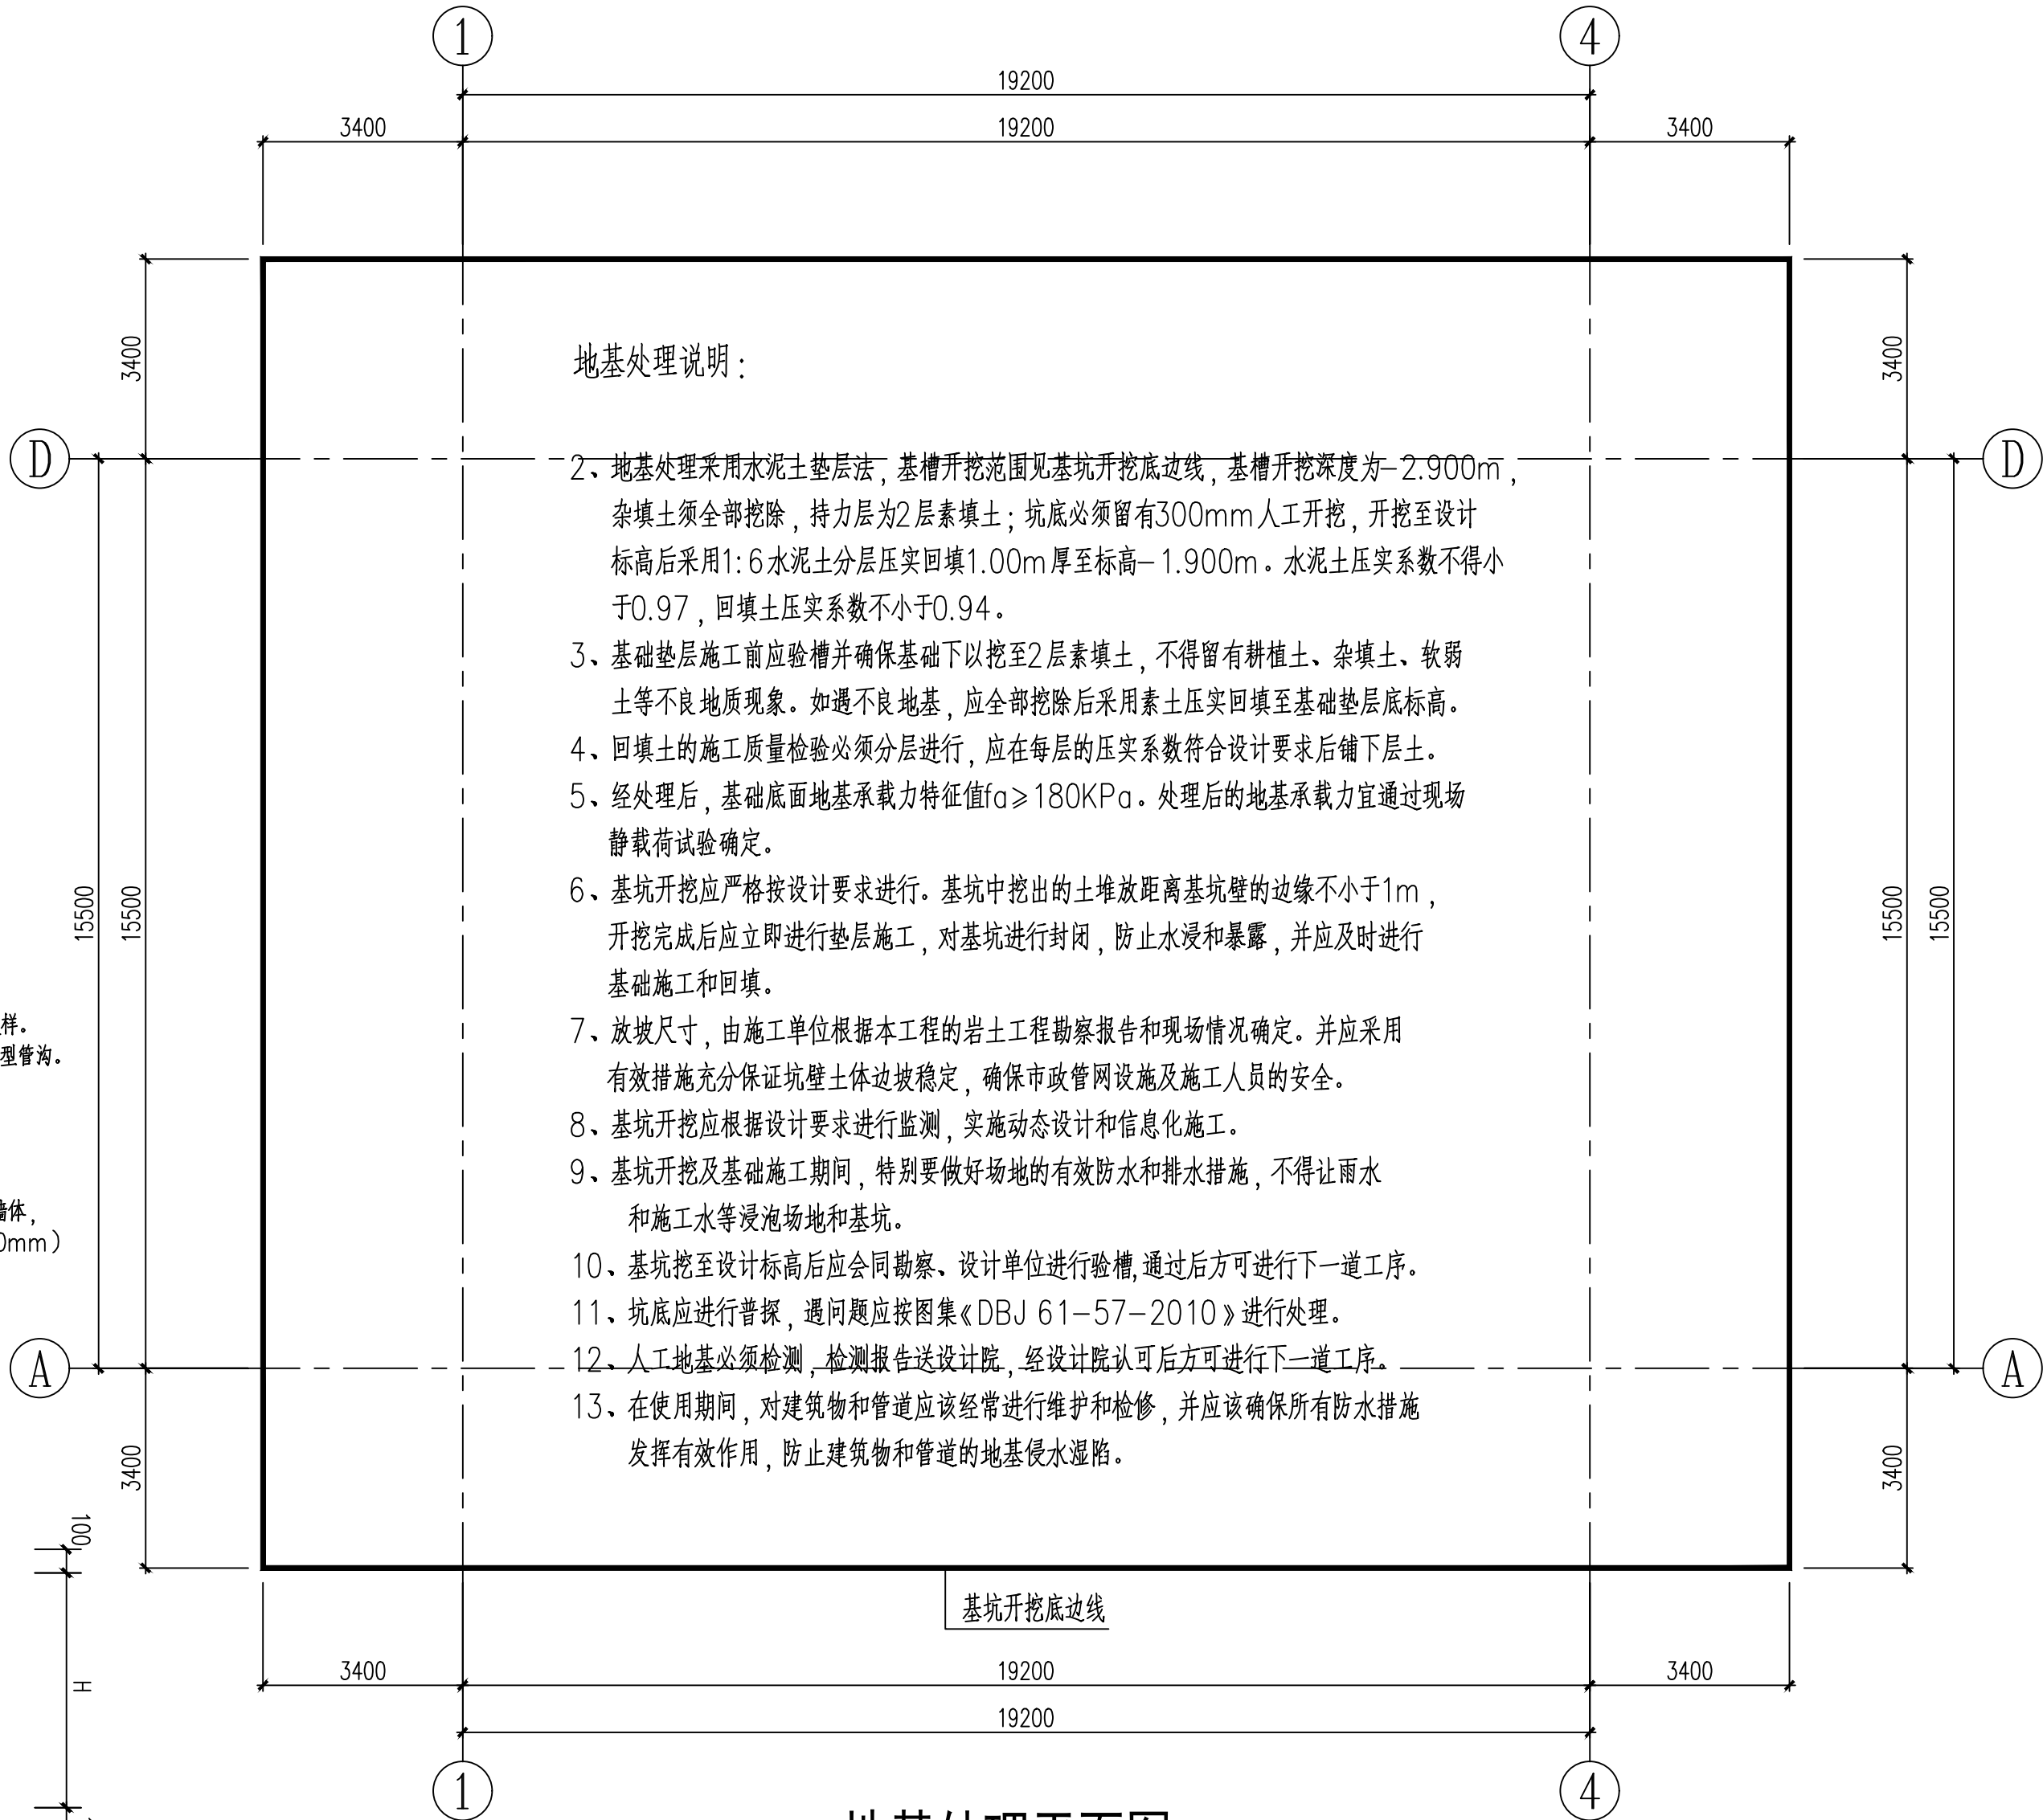 1
4
19200
3400
19200
3400
3400
3400
地基处理说明：
D
D
2、地基处理采用水泥土垫层法，基槽开挖范围见基坑开挖底边线，基槽开挖深度为-2.900m，
杂填土须全部挖除，持力层为2层素填土；坑底必须留有300mm人工开挖，开挖至设计
标高后采用1:6水泥土分层压实回填1.00m厚至标高-1.900m。水泥土压实系数不得小
于0.97，回填土压实系数不小于0.94。
3、基础垫层施工前应验槽并确保基础下以挖至2层素填土，不得留有耕植土、杂填土、软弱
土等不良地质现象。如遇不良地基，应全部挖除后采用素土压实回填至基础垫层底标高。
4、回填土的施工质量检验必须分层进行，应在每层的压实系数符合设计要求后铺下层土。
5、经处理后，基础底面地基承载力特征值fa≥180KPa。处理后的地基承载力宜通过现场
静载荷试验确定。
15500
15500
15500
15500
6、基坑开挖应严格按设计要求进行。基坑中挖出的土堆放距离基坑壁的边缘不小于1m，
开挖完成后应立即进行垫层施工，对基坑进行封闭，防止水浸和暴露，并应及时进行
基础施工和回填。
样。
型管沟。
7、放坡尺寸，由施工单位根据本工程的岩土工程勘察报告和现场情况确定。并应采用
有效措施充分保证坑壁土体边坡稳定，确保市政管网设施及施工人员的安全。
8、基坑开挖应根据设计要求进行监测，实施动态设计和信息化施工。
9、基坑开挖及基础施工期间，特别要做好场地的有效防水和排水措施，不得让雨水
和施工水等浸泡场地和基坑。
墙体，
0mm）
10、基坑挖至设计标高后应会同勘察、设计单位进行验槽,通过后方可进行下一道工序。
11、坑底应进行普探，遇问题应按图集《DBJ 61-57-2010》进行处理。
A
A
12、人工地基必须检测，检测报告送设计院，经设计院认可后方可进行下一道工序。
13、在使用期间，对建筑物和管道应该经常进行维护和检修，并应该确保所有防水措施
发挥有效作用，防止建筑物和管道的地基侵水湿陷。
3400
3400
100
H
基坑开挖底边线
3400
19200
3400
19200
1
4
地基处理平面图